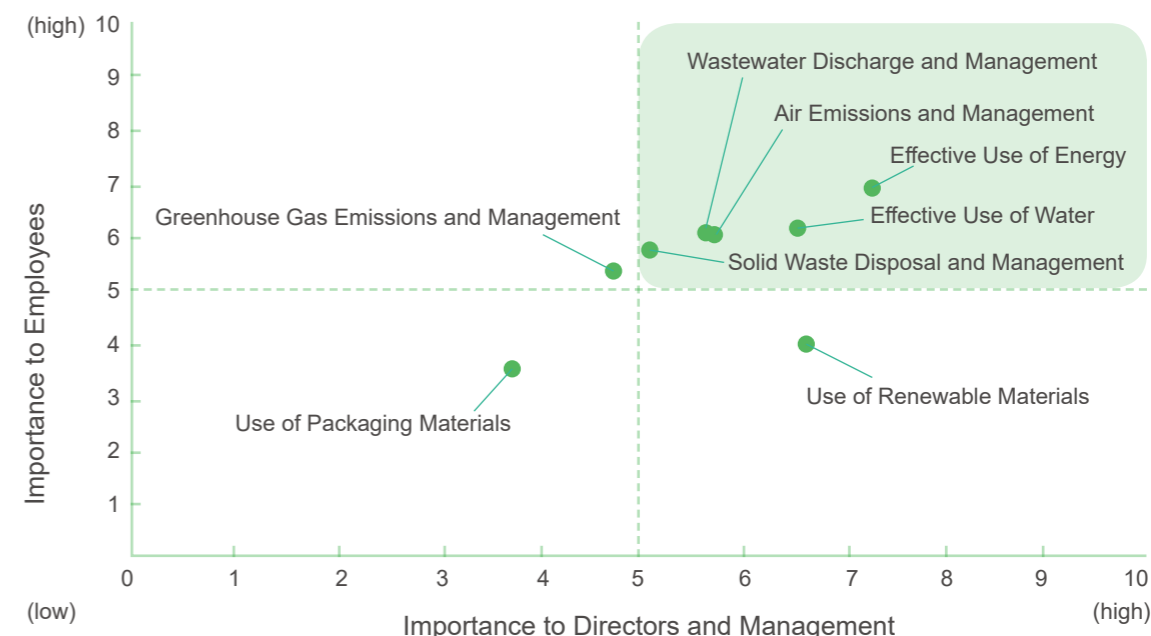 (high) 10
9
Wastewater Discharge and Management
8
Air Emissions and Management
Effective Use of Energy
7
Greenhouse Gas Emissions and Management
Effective Use of Water
6
Solid Waste Disposal and Management
5
4
3
Use of Renewable Materials
Use of Packaging Materials
2
1
Importance to Employees
0 1 2 3 4 5 6 7 8 9 10
(low) (high)
Importance to Directors and Management